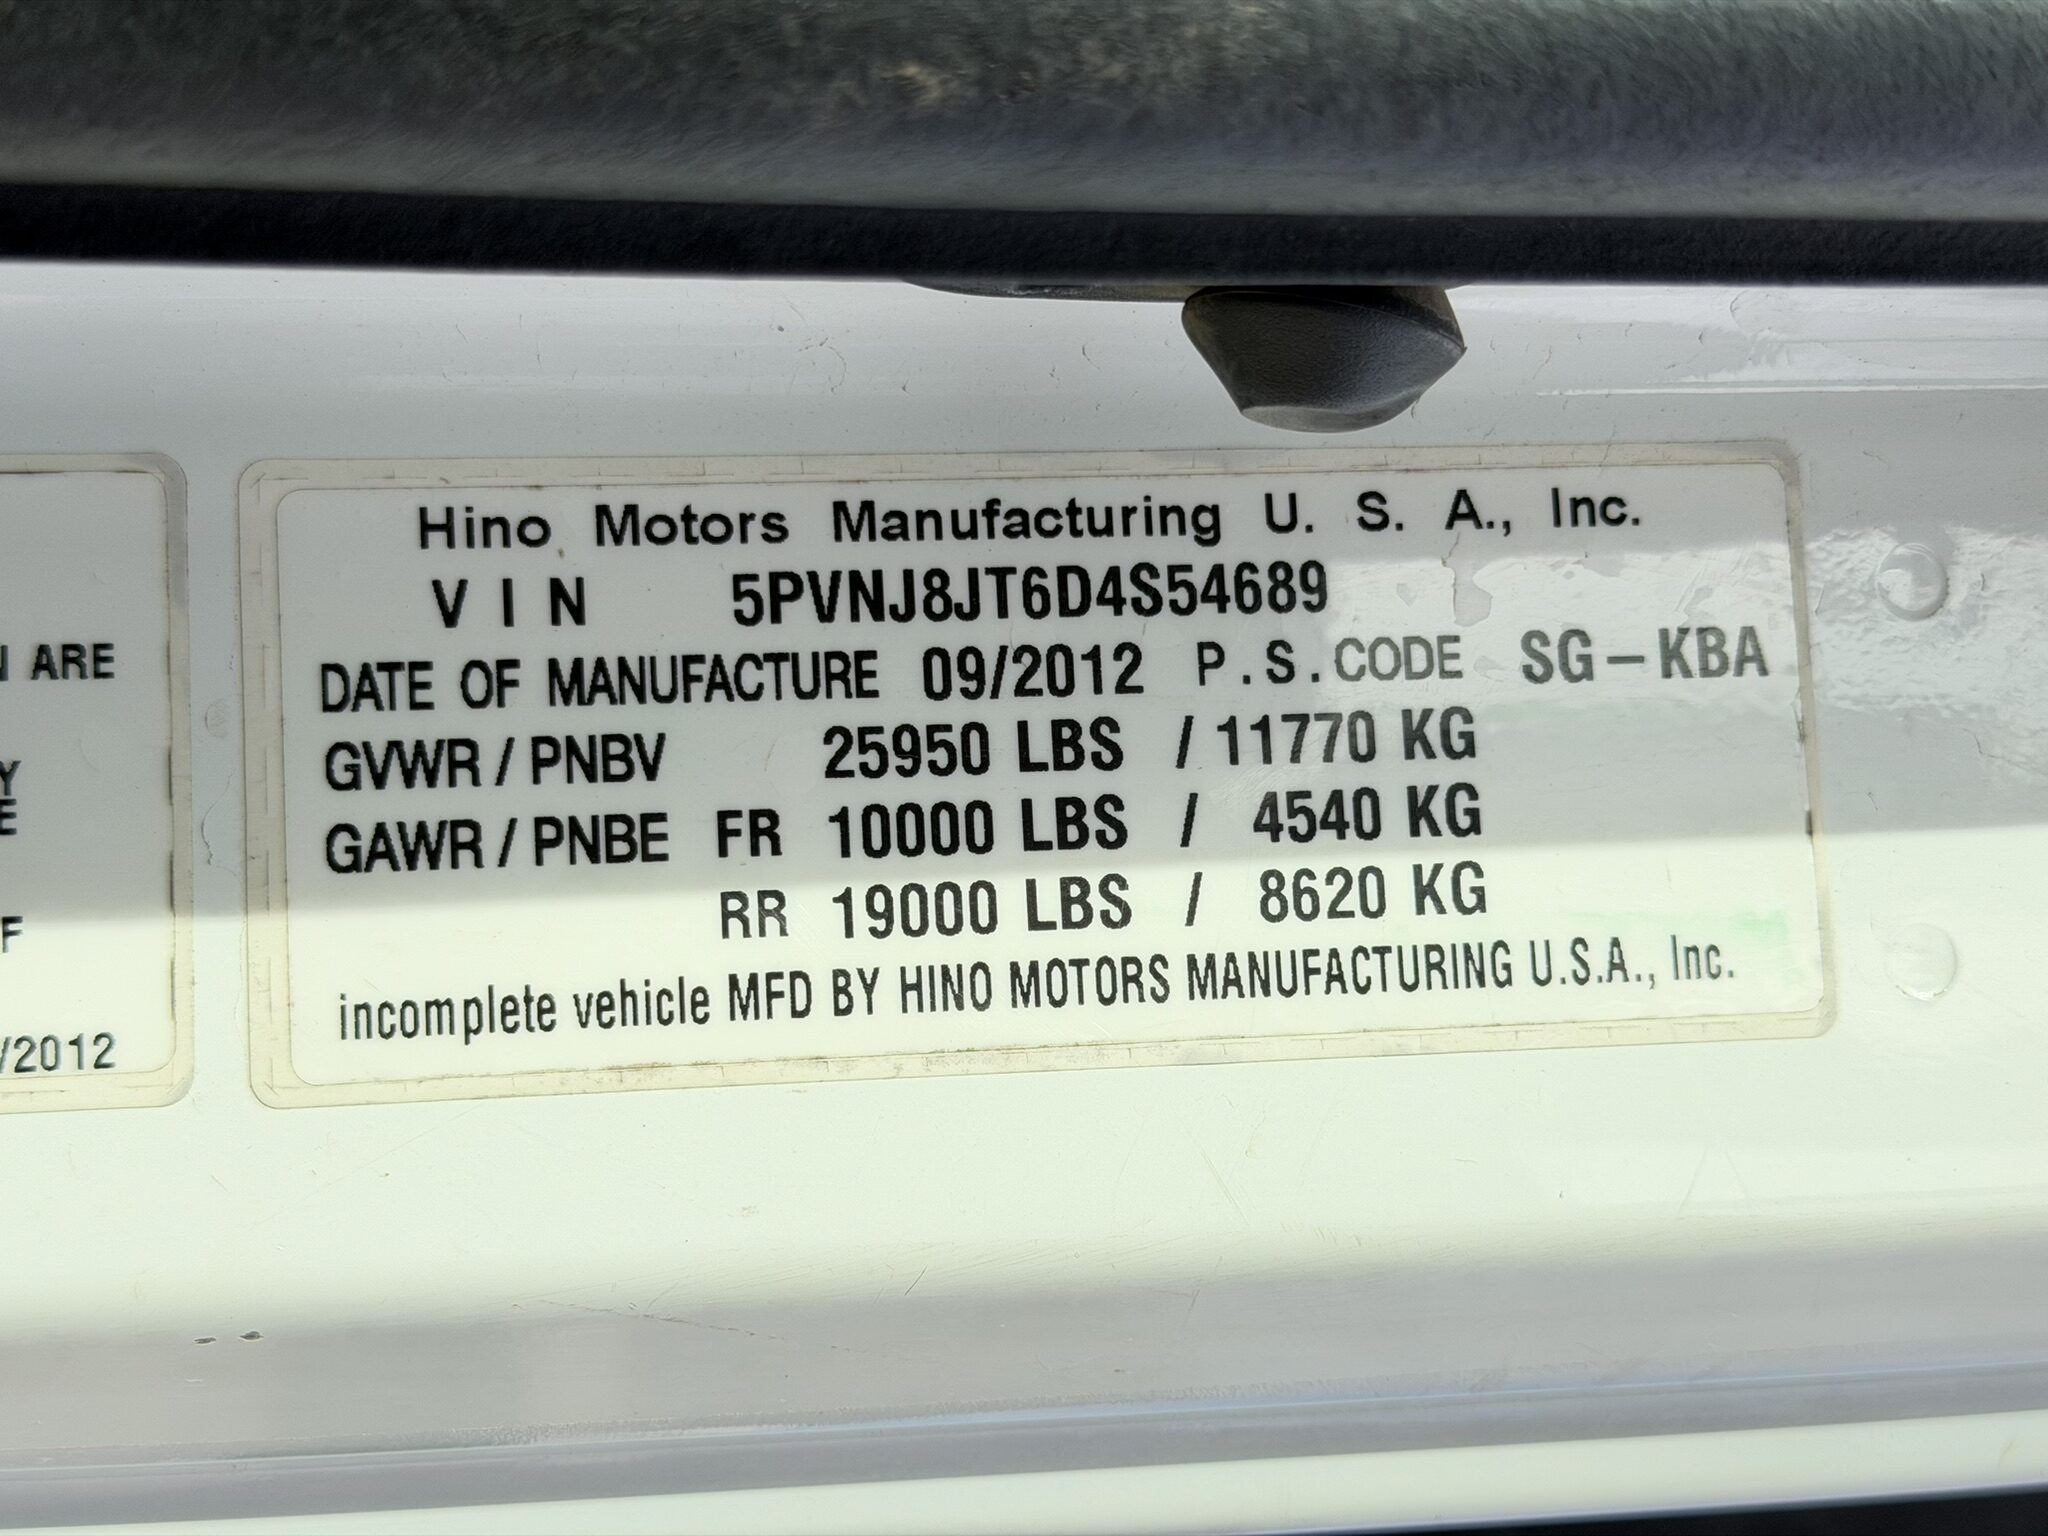 N ARE
Y
E
F
/2012
Hino Motors Manufacturing U. S. A., Inc.
V I N 5PVNJ8JT6D4S54689
DATE OF MANUFACTURE 09/2012 P.S.CODE SG-KBA
GVWR / PNBV 25950 LBS / 11770 KG
GAWR / PNBE FR 10000 LBS / 4540 KG
RR 19000 LBS / 8620 KG
incomplete vehicle MFD BY HINO MOTORS MANUFACTURING U.S.A., Inc.